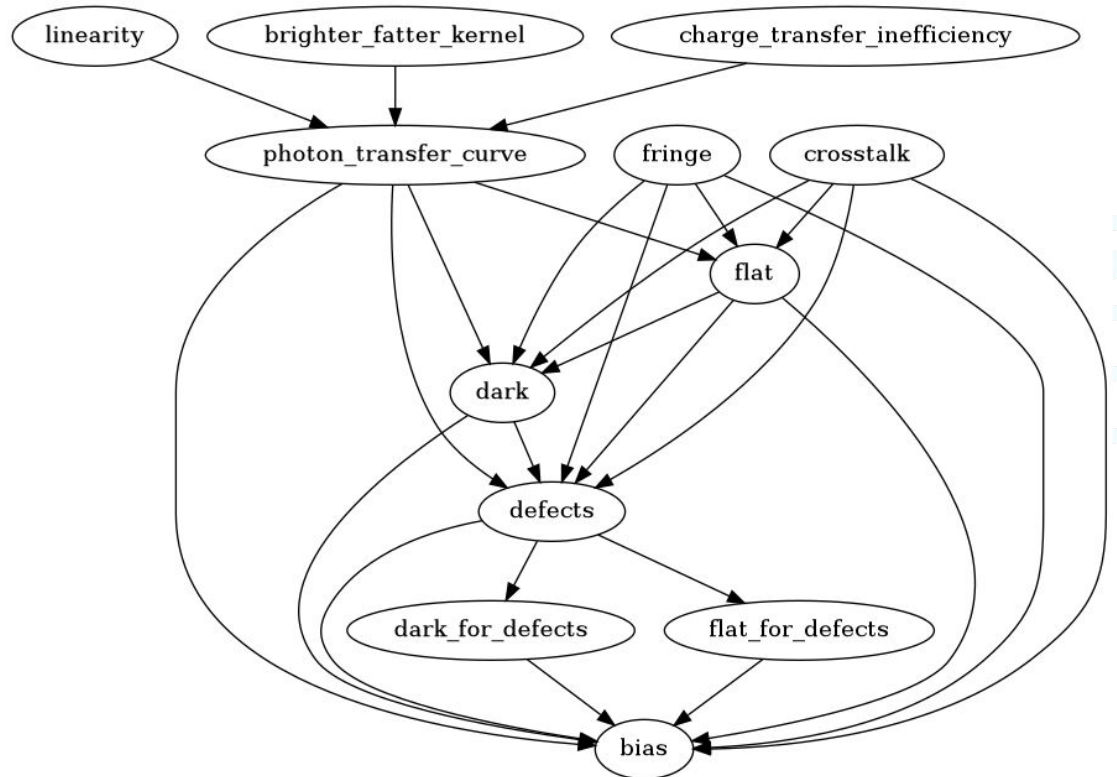 linearity
brighter_fatter_kernel
charge_transfer_inefficiency
photon_transfer_curve
fringe
crosstalk
flat
dark
defects
dark_for_defects
flat_for_defects
bias